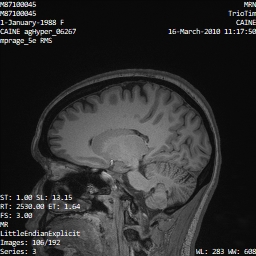 M87100045
M87100045
1-January-1988 F
CAINE agHyper_06267
mprage_5e RMS
MRN
TrioTim
CAINE
16-March-2010 11:17:50
ST: 1.00 SL: 13.15
RT: 2530.00 ET: 1.64
FS: 3.00
MR
LittleEndianExplicit
Images: 106/192
Series: 3
WL: 283 WW: 608